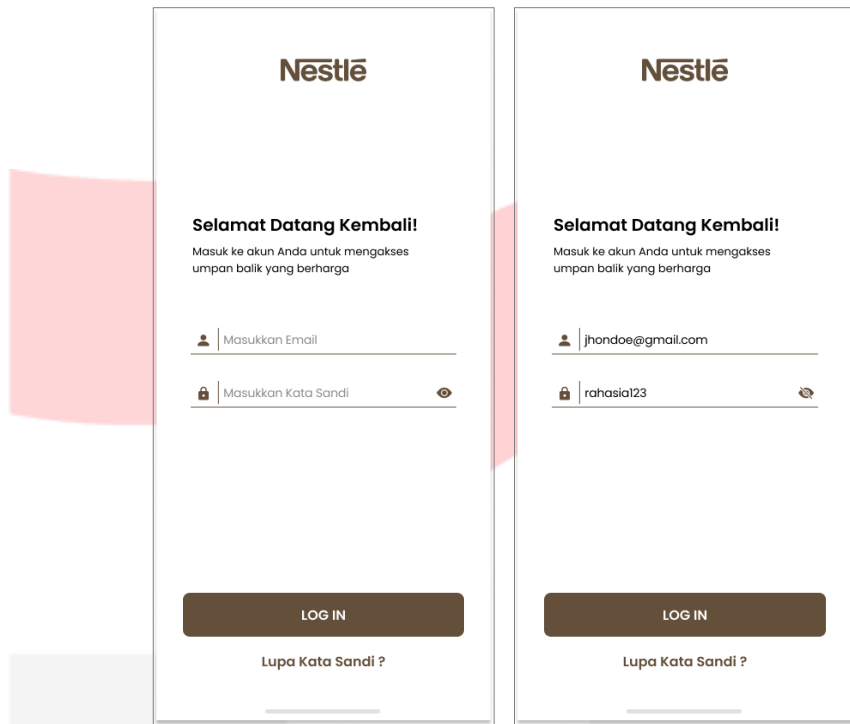 Nestlé
Selamat Datang Kembali!
Masuk ke akun Anda untuk mengakses
umpan balik yang berharga
Masukkan Email
Masukkan Kata Sandi
LOG IN
Lupa Kata Sandi ?
Nestlé
Selamat Datang Kembali!
Masuk ke akun Anda untuk mengakses
umpan balik yang berharga
jhondoe@gmail.com
rahasia123
LOG IN
Lupa Kata Sandi ?